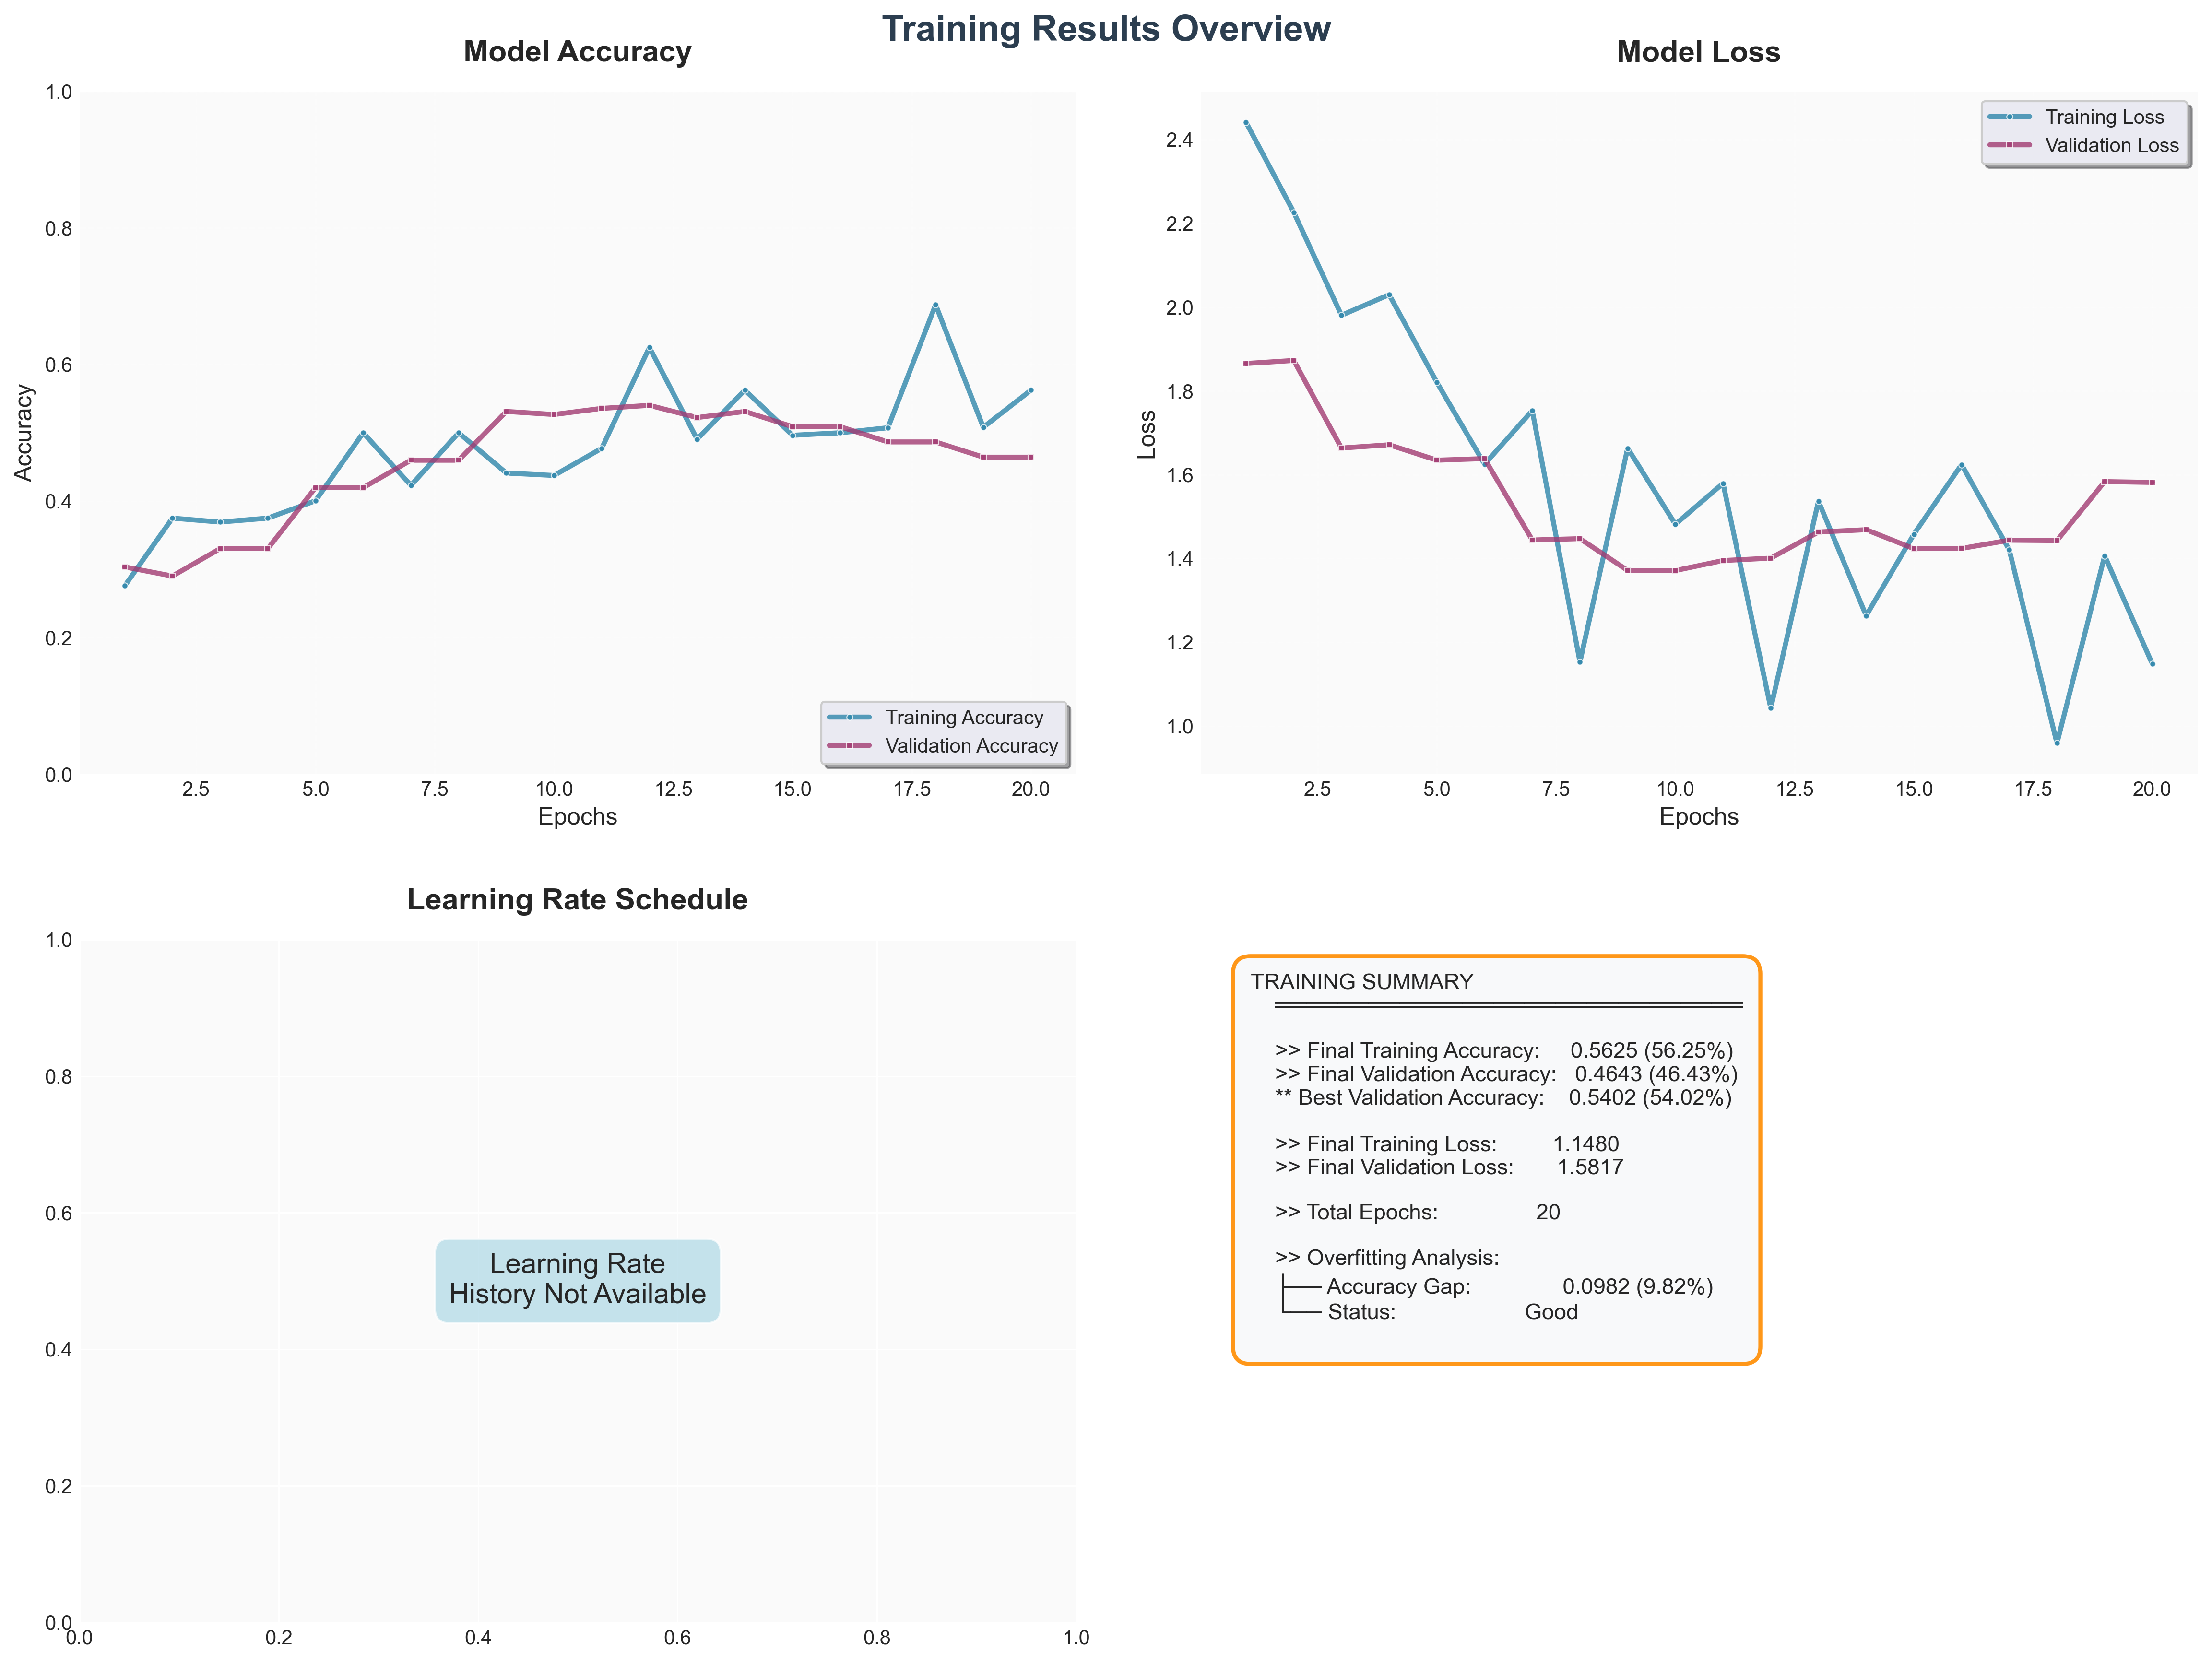 Training Results Overview
Model Accuracy
1.0
0.8
0.6
0.4
0.2
0.0
Accuracy
2.5 5.0 7.5 10.0 12.5 15.0 17.5 20.0
Epochs
Training Accuracy
Validation Accuracy
Model Loss
2.4
2.2
2.0
1.8
1.6
1.4
1.2
1.0
Loss
2.5 5.0 7.5 10.0 12.5 15.0 17.5 20.0
Epochs
Training Loss
Validation Loss
Learning Rate Schedule
1.0
0.8
0.6
0.4
0.2
0.0
0.0 0.2 0.4 0.6 0.8 1.0
Learning Rate
History Not Available
TRAINING SUMMARY
>> Final Training Accuracy: 0.5625 (56.25%)
>> Final Validation Accuracy: 0.4643 (46.43%)
** Best Validation Accuracy: 0.5402 (54.02%)
>> Final Training Loss: 1.1480
>> Final Validation Loss: 1.5817
>> Total Epochs: 20
>> Overfitting Analysis:
├── Accuracy Gap: 0.0982 (9.82%)
└── Status: Good